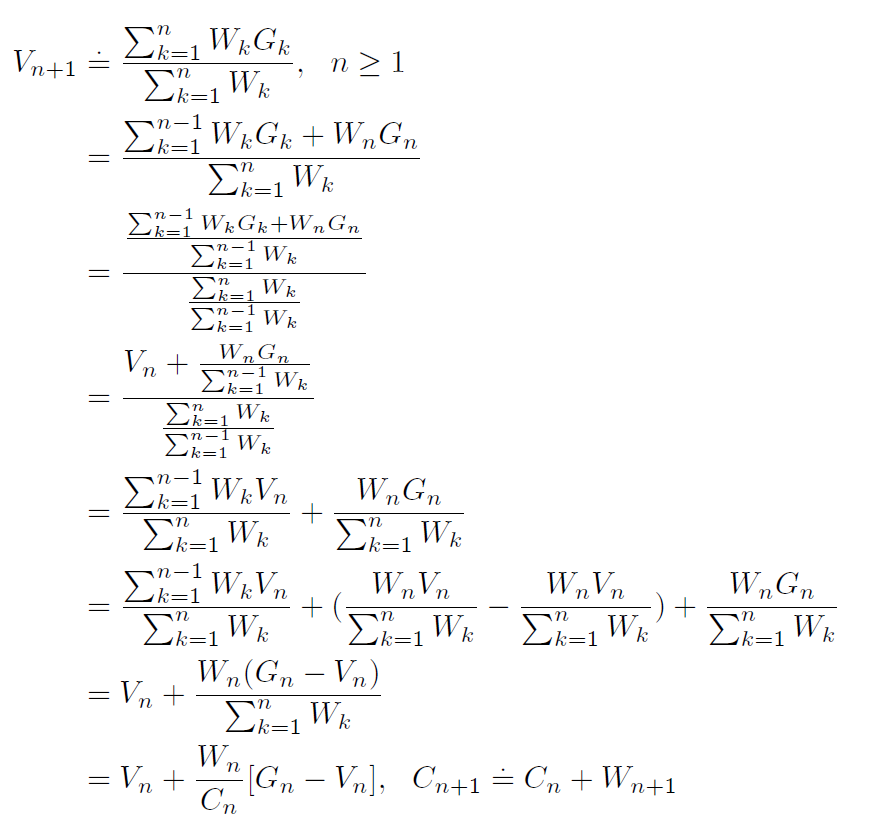 $V_{n+1} \doteq \frac{\sum_{k=1}^{n} W_k G_k}{\sum_{k=1}^{n} W_k}, \quad n \geq 1$
$= \frac{\sum_{k=1}^{n-1} W_k G_k + W_n G_n}{\sum_{k=1}^{n} W_k}$
$= \frac{\frac{\sum_{k=1}^{n-1} W_k G_k + W_n G_n}{\sum_{k=1}^{n-1} W_k}}{\frac{\sum_{k=1}^{n} W_k}{\sum_{k=1}^{n-1} W_k}}$
$= \frac{V_n + \frac{W_n G_n}{\sum_{k=1}^{n-1} W_k}}{\frac{\sum_{k=1}^{n} W_k}{\sum_{k=1}^{n-1} W_k}}$
$= \frac{\sum_{k=1}^{n-1} W_k V_n}{\sum_{k=1}^{n} W_k} + \frac{W_n G_n}{\sum_{k=1}^{n} W_k}$
$= \frac{\sum_{k=1}^{n-1} W_k V_n}{\sum_{k=1}^{n} W_k} + ( \frac{W_n V_n}{\sum_{k=1}^{n} W_k} - \frac{W_n V_n}{\sum_{k=1}^{n} W_k} ) + \frac{W_n G_n}{\sum_{k=1}^{n} W_k}$
$= V_n + \frac{W_n (G_n - V_n)}{\sum_{k=1}^{n} W_k}$
$= V_n + \frac{W_n}{C_n} [G_n - V_n], \quad C_{n+1} \doteq C_n + W_{n+1}$